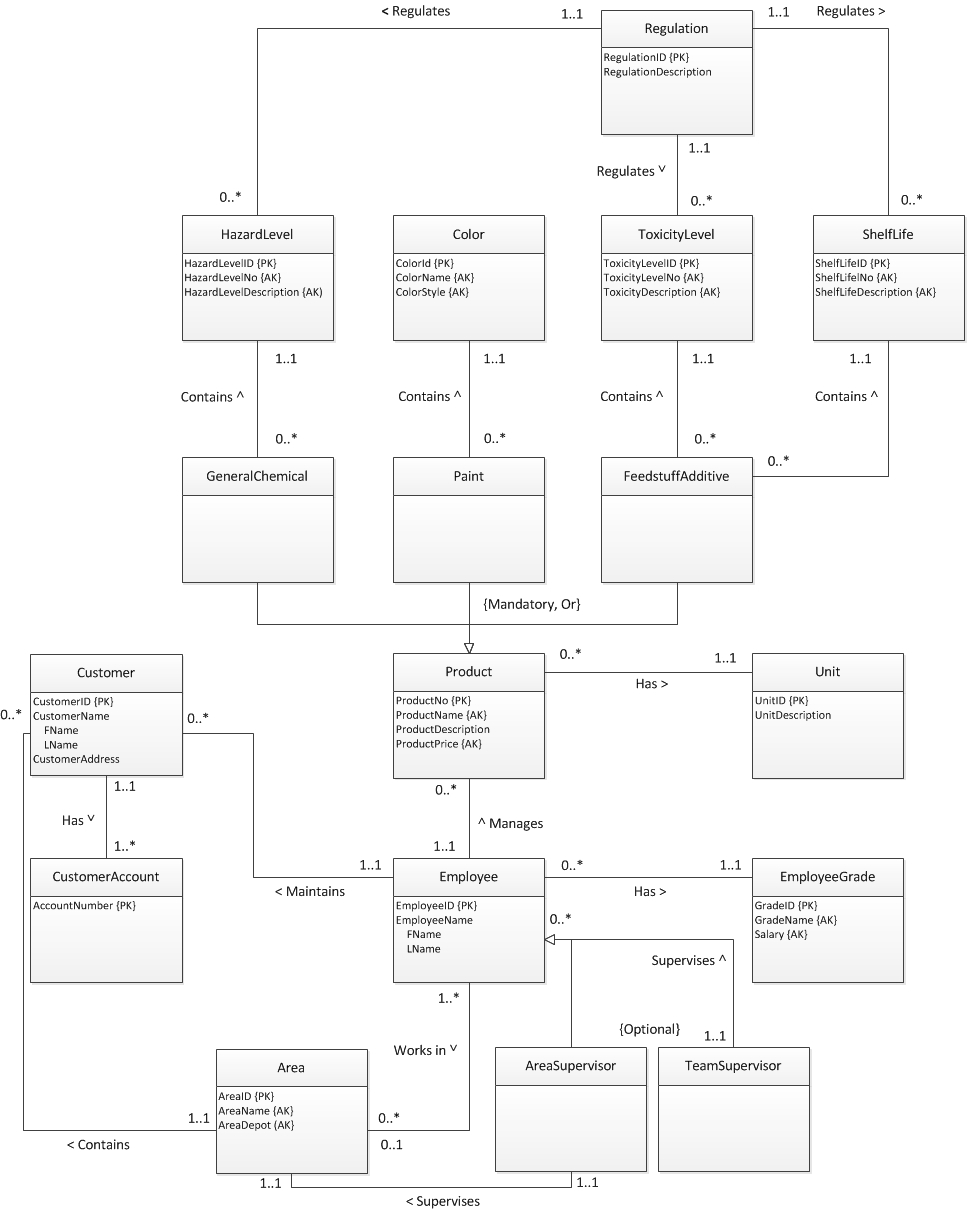 < Regulates
1..1
Regulation
1..1
Regulates >
RegulationID {PK}
RegulationDescription
1..1
Regulates ˅
0..*
0..*
0..*
HazardLevel
HazardLevelID {PK}
HazardLevelNo {AK}
HazardLevelDescription {AK)
Color
ColorId {PK}
ColorName {AK}
ColorStyle {AK}
ToxicityLevel
ToxicityLevelID {PK}
ToxicityLevelNo {AK}
ToxicityDescription {AK}
ShelfLife
ShelfLifeID {PK}
ShelfLifelNo {AK}
ShelfLifeDescription {AK}
1..1
1..1
1..1
1..1
Contains ^
Contains ^
Contains ^
Contains ^
0..*
0..*
0..*
0..*
GeneralChemical
Paint
FeedstuffAdditive
{Mandatory, Or}
Customer
CustomerID {PK}
CustomerName
FName
LName
CustomerAddress
0..*
0..*
Product
ProductNo {PK}
ProductName {AK}
ProductDescription
ProductPrice {AK}
0..*
1..1
Has >
Unit
UnitID {PK}
UnitDescription
1..1
Has ˅
1..*
0..*
^ Manages
1..1
CustomerAccount
AccountNumber {PK}
1..1
< Maintains
Employee
EmployeeID {PK}
EmployeeName
FName
LName
0..*
1..1
Has >
EmployeeGrade
GradeID {PK}
GradeName {AK}
Salary {AK}
0..*
Supervises ^
1..*
Works in ˅
{Optional}
1..1
Area
AreaID {PK}
AreaName {AK}
AreaDepot (AK}
AreaSupervisor
TeamSupervisor
1..1
< Contains
0..*
0..1
1..1
1..1
< Supervises